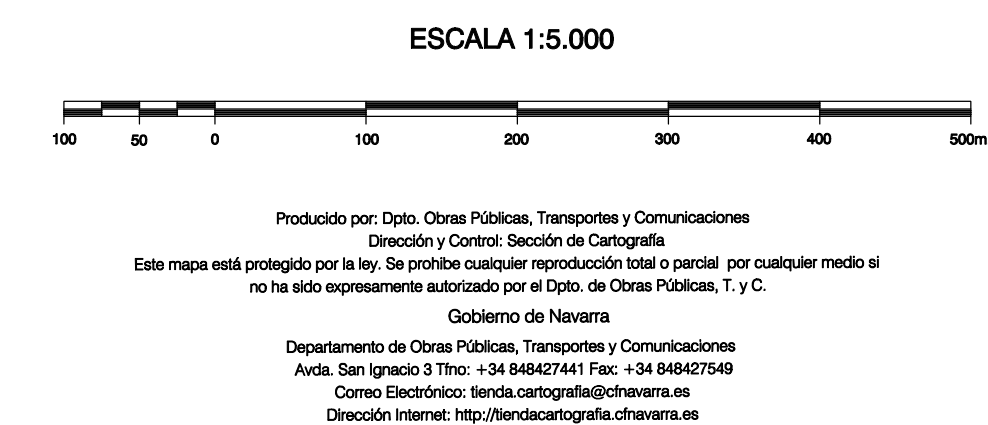 ESCALA 1:5.000
100 50 0 100 200 300 400 500m
Producido por: Dpto. Obras Públicas, Transportes y Comunicaciones
Dirección y Control: Sección de Cartografía
Este mapa está protegido por la ley. Se prohibe cualquier reproducción total o parcial por cualquier medio si
no ha sido expresamente autorizado por el Dpto. de Obras Públicas, T. y C.
Gobierno de Navarra
Departamento de Obras Públicas, Transportes y Comunicaciones
Avda. San Ignacio 3 Tfno: +34 848427441 Fax: +34 848427549
Correo Electrónico: tienda.cartografia@cfnavarra.es
Dirección Internet: http://tiendacartografia.cfnavarra.es